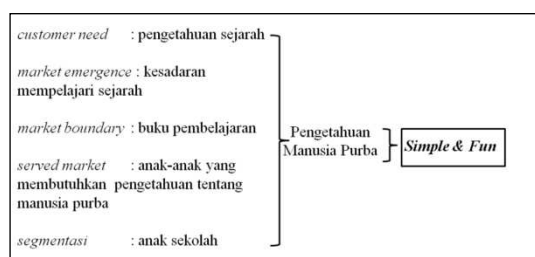 customer need : pengetahuan sejarah
market emergence : kesadaran
mempelajari sejarah
market boundary : buku pembelajaran
served market : anak-anak yang
membutuhkan pengetahuan tentang
manusia purba
segmentasi : anak sekolah
Pengetahuan
Manusia Purba
Simple & Fun